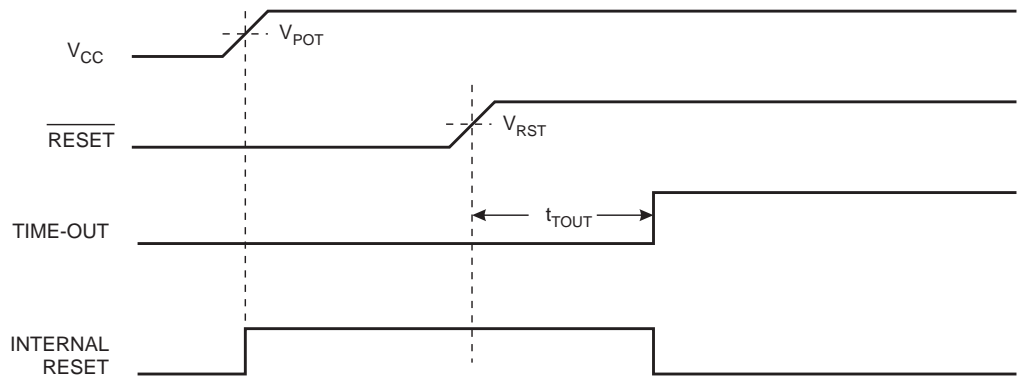 V_CC
V_POT
RESET
V_RST
TIME-OUT
t_TOUT
INTERNAL
RESET